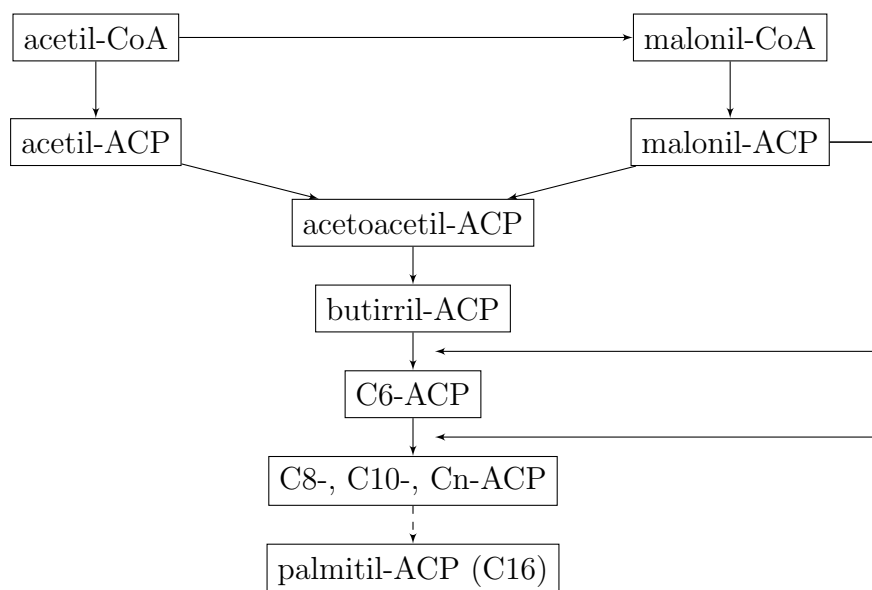 acetil-CoA
malonil-CoA
acetil-ACP
malonil-ACP
acetoacetil-ACP
butirril-ACP
C6-ACP
C8-, C10-, Cn-ACP
palmitil-ACP (C16)